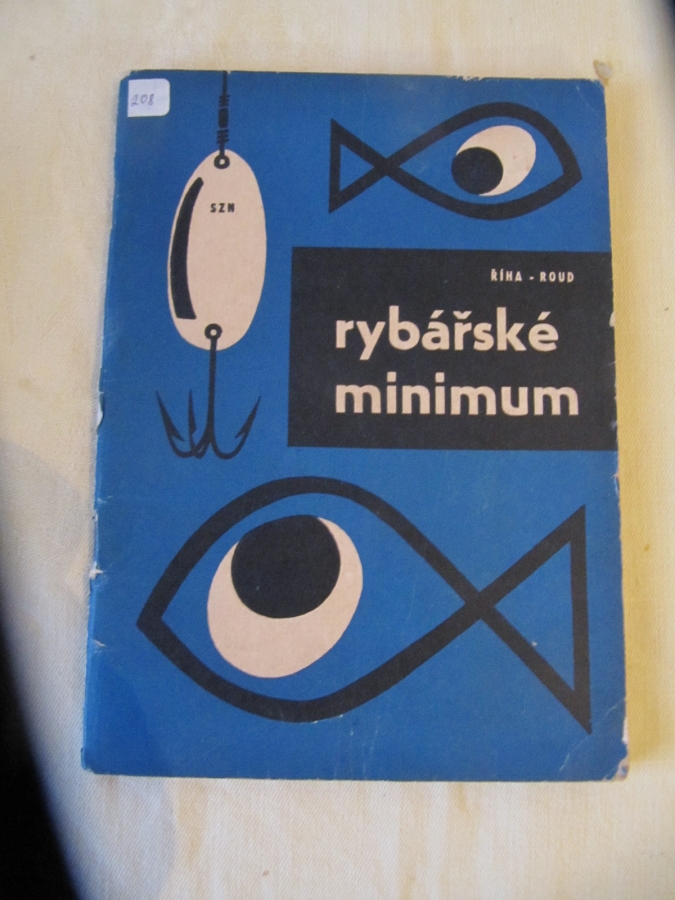 208
SZN
ŘÍHA - ROUD
rybářské
minimum